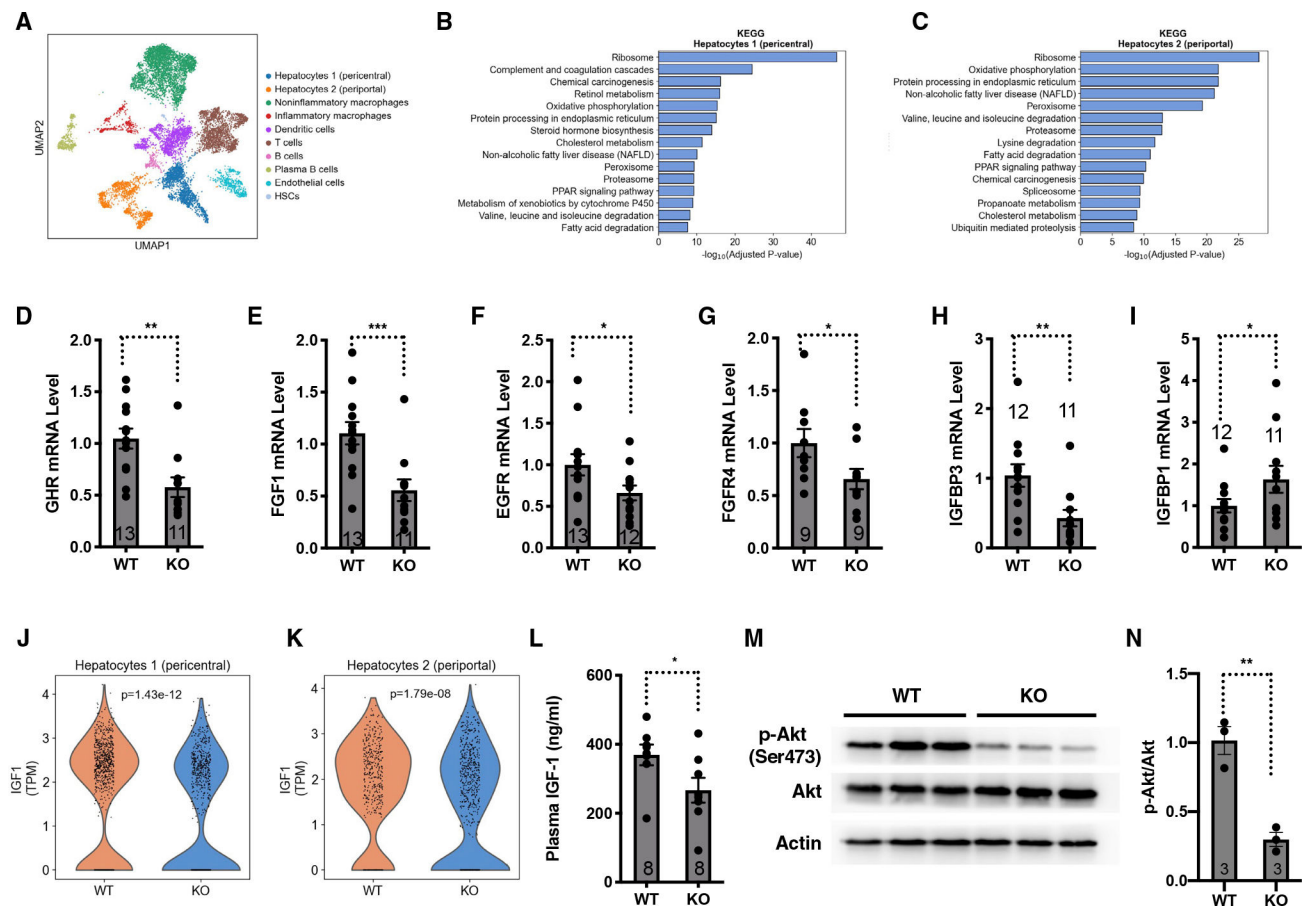 A
UMAP2
UMAP1
Hepatocytes 1 (pericentral)
Hepatocytes 2 (periportal)
Noninflammatory macrophages
Inflammatory macrophages
Dendritic cells
T cells
B cells
Plasma B cells
Endothelial cells
HSCs
B
KEGG
Hepatocytes 1 (pericentral)
Ribosome
Complement and coagulation cascades
Chemical carcinogenesis
Retinol metabolism
Oxidative phosphorylation
Protein processing in endoplasmic reticulum
Steroid hormone biosynthesis
Cholesterol metabolism
Non-alcoholic fatty liver disease (NAFLD)
Peroxisome
Proteasome
PPAR signaling pathway
Metabolism of xenobiotics by cytochrome P450
Valine, leucine and isoleucine degradation
Fatty acid degradation
0 10 20 30 40
-log₁₀(Adjusted P-value)
C
KEGG
Hepatocytes 2 (periportal)
Ribosome
Oxidative phosphorylation
Protein processing in endoplasmic reticulum
Non-alcoholic fatty liver disease (NAFLD)
Peroxisome
Valine, leucine and isoleucine degradation
Proteasome
Lysine degradation
Fatty acid degradation
PPAR signaling pathway
Chemical carcinogenesis
Spliceosome
Propanoate metabolism
Cholesterol metabolism
Ubiquitin mediated proteolysis
0 5 10 15 20 25
-log₁₀(Adjusted P-value)
D
GHR mRNA Level
2.0
1.5
1.0
0.5
0.0
**
13 11
WT KO
E
FGF1 mRNA Level
2.0
1.5
1.0
0.5
0.0
***
13 11
WT KO
F
EGFR mRNA Level
2.5
2.0
1.5
1.0
0.5
0.0
*
13 12
WT KO
G
FGFR4 mRNA Level
2.0
1.5
1.0
0.5
0.0
*
9 9
WT KO
H
IGFBP3 mRNA Level
3
2
1
0
**
12 11
WT KO
I
IGFBP1 mRNA Level
5
4
3
2
1
0
*
12 11
WT KO
J
Hepatocytes 1 (pericentral)
p=1.43e-12
IGF1
(TPM)
4
3
2
1
0
WT KO
K
Hepatocytes 2 (periportal)
p=1.79e-08
IGF1
(TPM)
4
3
2
1
0
WT KO
L
Plasma IGF-1 (ng/ml)
600
400
200
0
*
8 8
WT KO
M
WT KO
p-Akt
(Ser473)
Akt
Actin
N
p-Akt/Akt
1.5
1.0
0.5
0.0
**
3 3
WT KO